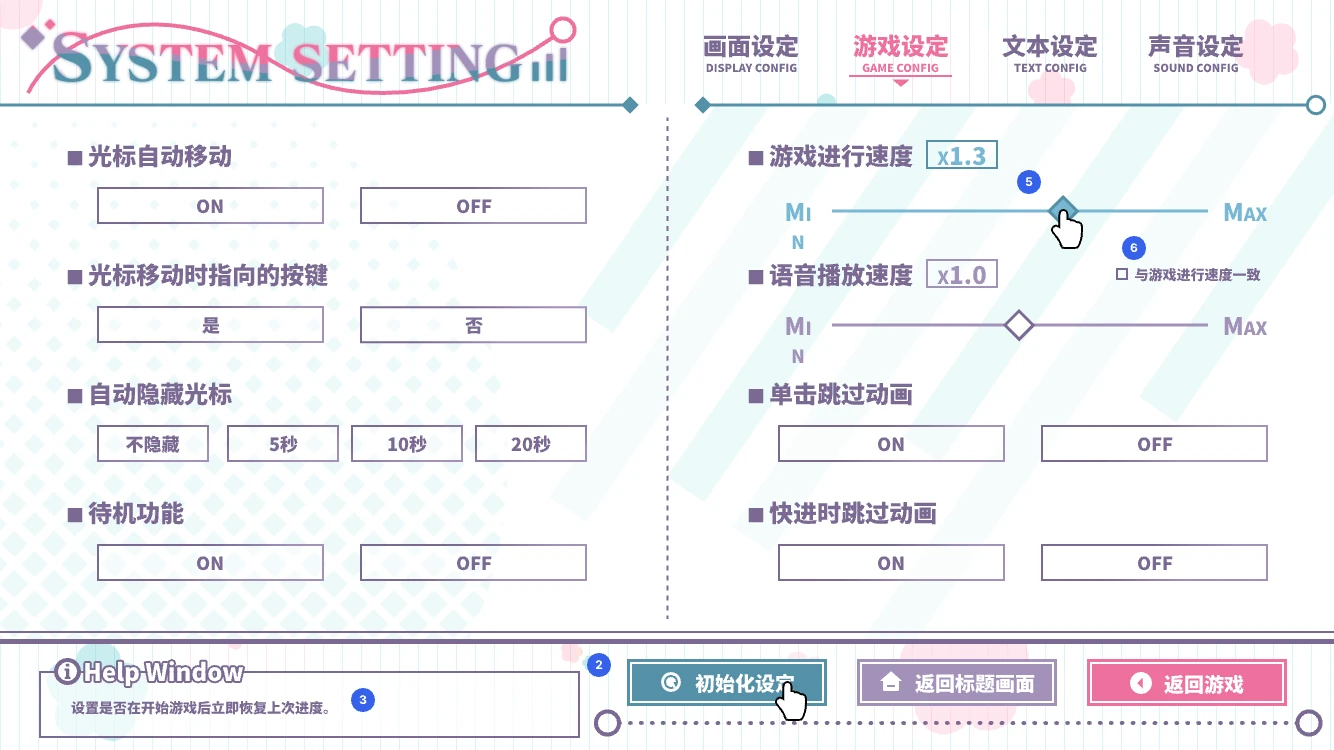 SYSTEM SETTING
画面设定
DISPLAY CONFIG
游戏设定
GAME CONFIG
文本设定
TEXT CONFIG
声音设定
SOUND CONFIG
光标自动移动
ON OFF
光标移动时指向的按键
是 否
自动隐藏光标
不隐藏 5秒 10秒 20秒
待机功能
ON OFF
游戏进行速度 x1.3
5
MI
N
MAX
6
语音播放速度 x1.0 与游戏进行速度一致
MI
N
MAX
单击跳过动画
ON OFF
快进时跳过动画
ON OFF
Help Window
设置是否在开始游戏后立即恢复上次进度。 3
2
初始化设定 返回标题画面 返回游戏